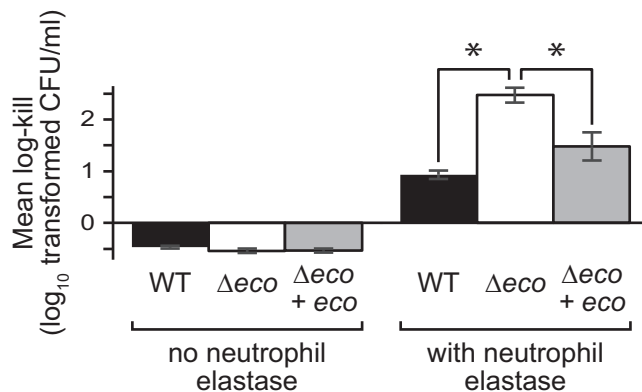 Mean log-kill
(log10 transformed CFU/ml)
2
1
0
* *
WT Δeco Δeco + eco WT Δeco Δeco + eco
no neutrophil elastase
with neutrophil elastase